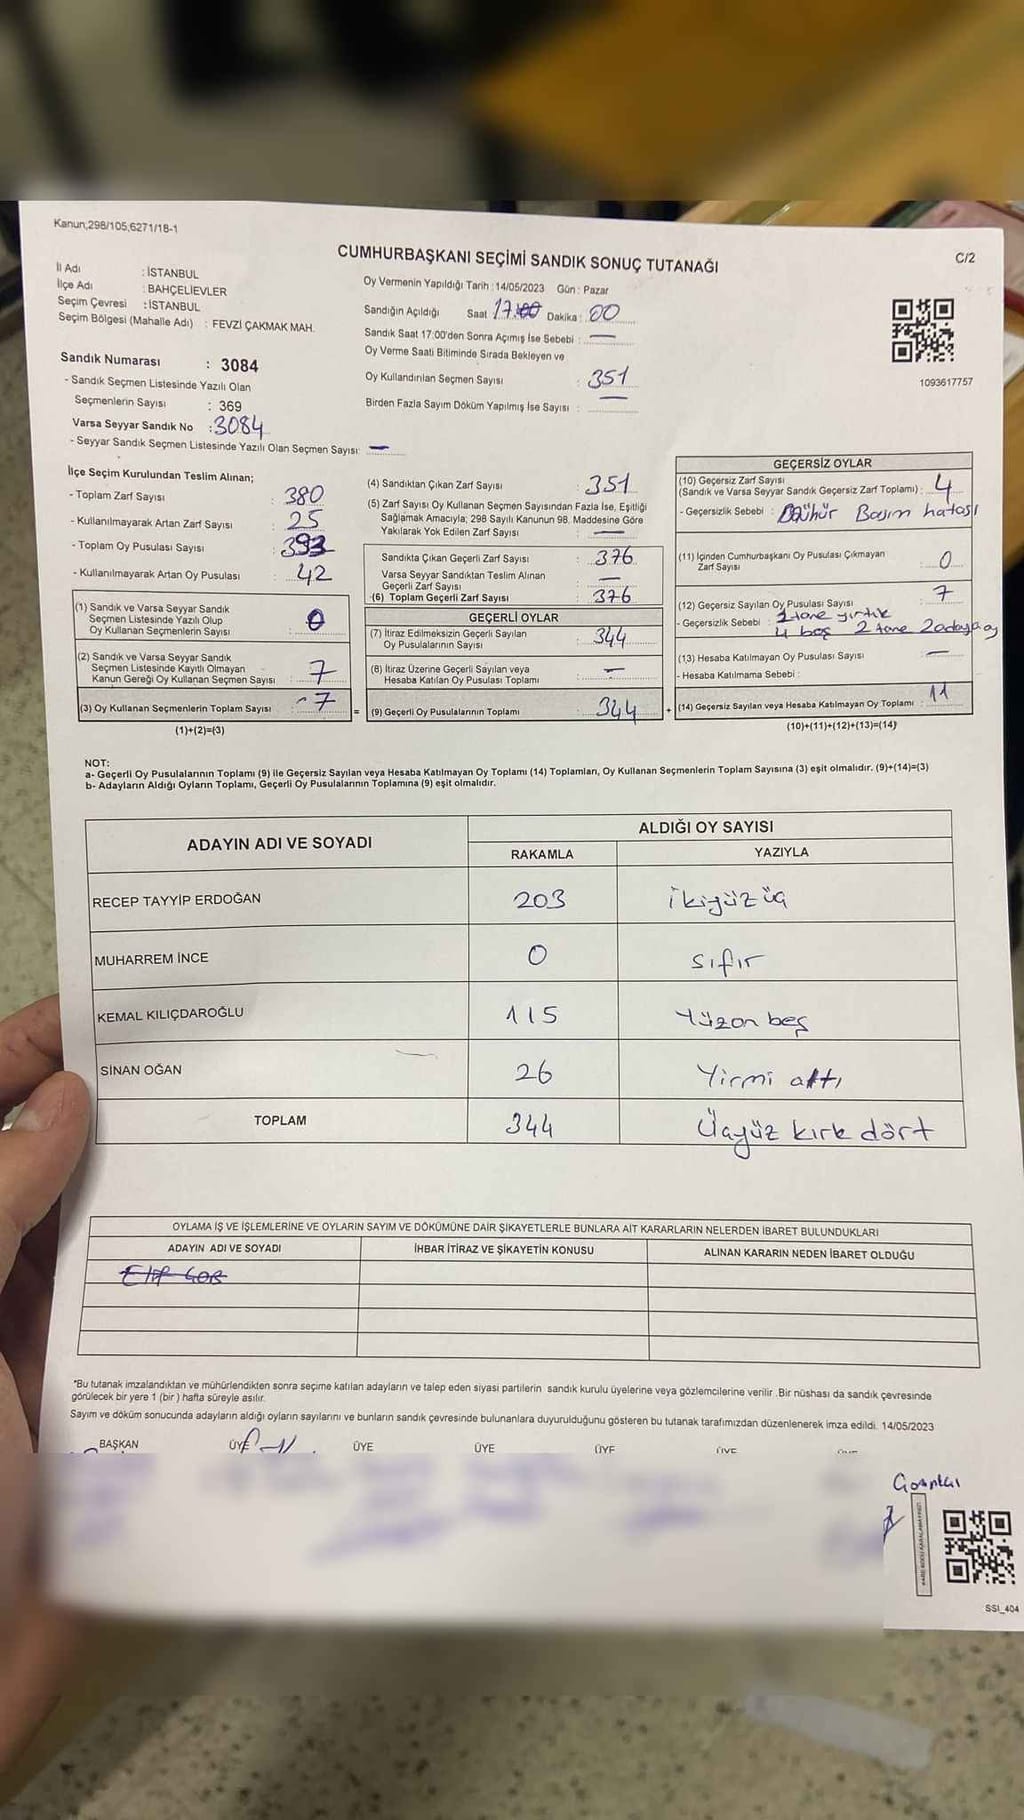 Kanun,298/105,6271/18-1
CUMHURBAŞKANI SEÇİMİ SANDIK SONUÇ TUTANAĞI
C/2
İl Adı : İSTANBUL
İlçe Adı : BAHÇELİEVLER
Seçim Çevresi : İSTANBUL
Seçim Bölgesi (Mahalle Adı) : FEVZİ ÇAKMAK MAH.
Oy Vermenin Yapıldığı Tarih : 14/05/2023 Gün : Pazar
Sandığın Açıldığı Saat 17:00 Dakika : 00
Sandık Saat 17.00'den Sonra Açımış İse Sebebi : —
Oy Verme Saati Bitiminde Sırada Bekleyen ve
Oy Kullandırılan Seçmen Sayısı : 351
Birden Fazla Sayım Döküm Yapılmış İse Sayısı : —
1093617757
Sandık Numarası : 3084
- Sandık Seçmen Listesinde Yazılı Olan
Seçmenlerin Sayısı : 369
Varsa Seyyar Sandık No : 3084
- Seyyar Sandık Seçmen Listesinde Yazılı Olan Seçmen Sayısı: —
İlçe Seçim Kurulundan Teslim Alınan;
- Toplam Zarf Sayısı : 380
- Kullanılmayarak Artan Zarf Sayısı : 25
- Toplam Oy Pusulası Sayısı : 393
- Kullanılmayarak Artan Oy Pusulası : 42
(1) Sandık ve Varsa Seyyar Sandık
Seçmen Listesinde Yazılı Olup
Oy Kullanan Seçmenlerin Sayısı : 0
(2) Sandık ve Varsa Seyyar Sandık
Seçmen Listesinde Kayıtlı Olmayan
Kanun Gereği Oy Kullanan Seçmen Sayısı : 7
(3) Oy Kullanan Seçmenlerin Toplam Sayısı : 7 =
(1)+(2)=(3)
(4) Sandıktan Çıkan Zarf Sayısı : 351
(5) Zarf Sayısı Oy Kullanan Seçmen Sayısından Fazla İse, Eşitliği
Sağlamak Amacıyla; 298 Sayılı Kanunun 98. Maddesine Göre
Yakılarak Yok Edilen Zarf Sayısı : —
Sandıkta Çıkan Geçerli Zarf Sayısı : 376
Varsa Seyyar Sandıktan Teslim Alınan
Geçerli Zarf Sayısı : —
(6) Toplam Geçerli Zarf Sayısı : 376
GEÇERLİ OYLAR
(7) İtiraz Edilmeksizin Geçerli Sayılan
Oy Pusulalarının Sayısı : 344
(8) İtiraz Üzerine Geçerli Sayılan veya
Hesaba Katılan Oy Pusulası Toplamı : —
(9) Geçerli Oy Pusulalarının Toplamı : 344 +
GEÇERSİZ OYLAR
(10) Geçersiz Zarf Sayısı
(Sandık ve Varsa Seyyar Sandık Geçersiz Zarf Toplamı) : 4
- Geçersizlik Sebebi : Mühür Basım hatası
(11) İçinden Cumhurbaşkanı Oy Pusulası Çıkmayan
Zarf Sayısı : 0
(12) Geçersiz Sayılan Oy Pusulası Sayısı : 7
- Geçersizlik Sebebi : 1 tane yırtık
4 boş 2 tane 2 adaya oy
(13) Hesaba Katılmayan Oy Pusulası Sayısı : —
- Hesaba Katılmama Sebebi :
(14) Geçersiz Sayılan veya Hesaba Katılmayan Oy Toplamı : 11
(10)+(11)+(12)+(13)=(14)
NOT:
a- Geçerli Oy Pusulalarının Toplamı (9) ile Geçersiz Sayılan veya Hesaba Katılmayan Oy Toplamı (14) Toplamları, Oy Kullanan Seçmenlerin Toplam Sayısına (3) eşit olmalıdır. (9)+(14)=(3)
b- Adayların Aldığı Oyların Toplamı, Geçerli Oy Pusulalarının Toplamına (9) eşit olmalıdır.
ADAYIN ADI VE SOYADI
ALDIĞI OY SAYISI
RAKAMLA YAZIYLA
RECEP TAYYİP ERDOĞAN 203 ikiyüz üç
MUHARREM İNCE 0 sıfır
KEMAL KILIÇDAROĞLU 115 Yüzon beş
SİNAN OĞAN 26 Yirmi altı
TOPLAM 344 Üçyüz kırk dört
OYLAMA İŞ VE İŞLEMLERİNE VE OYLARIN SAYIM VE DÖKÜMÜNE DAİR ŞİKAYETLERLE BUNLARA AİT KARARLARIN NELERDEN İBARET BULUNDUKLARI
ADAYIN ADI VE SOYADI İHBAR İTİRAZ VE ŞİKAYETİN KONUSU ALINAN KARARIN NEDEN İBARET OLDUĞU
*Bu tutanak imzalandıktan ve mühürlendikten sonra seçime katılan adayların ve talep eden siyasi partilerin sandık kurulu üyelerine veya gözlemcilerine verilir .Bir nüshası da sandık çevresinde
görülecek bir yere 1 (bir ) hafta süreyle asılır.
Sayım ve döküm sonucunda adayların aldığı oyların sayılarını ve bunların sandık çevresinde bulunanlara duyurulduğunu gösteren bu tutanak tarafımızdan düzenlenerek imza edildi. 14/05/2023
BAŞKAN ÜYE ÜYE ÜYE ÜYE ÜYE
SSI_404